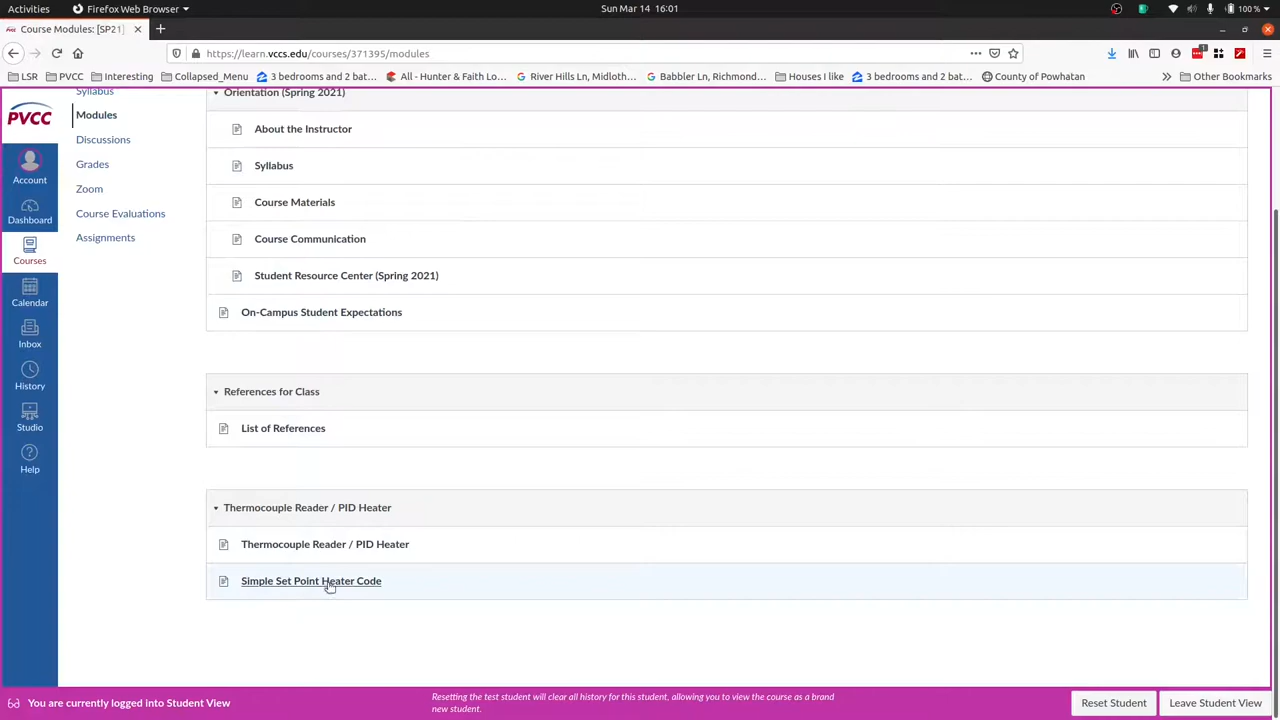 Activities
Firefox Web Browser
Sun Mar 14 16:01
100 %
PVCC
Course Modules: [SP21]
https://learn.vccs.edu/courses/371395/modules
1
LSR
PVCC
Interesting
Collapsed_Menu
3 bedrooms and 2 bat...
All - Hunter & Faith Lo...
River Hills Ln, Midloth...
Babbler Ln, Richmond...
Houses I like
3 bedrooms and 2 bat...
County of Powhatan
Other Bookmarks
PVCC
Account
Dashboard
Courses
Calendar
Inbox
History
Studio
Help
Syllabus
Modules
Discussions
Grades
Zoom
Course Evaluations
Assignments
Orientation (Spring 2021)
About the Instructor
Syllabus
Course Materials
Course Communication
Student Resource Center (Spring 2021)
On-Campus Student Expectations
References for Class
List of References
Thermocouple Reader / PID Heater
Thermocouple Reader / PID Heater
Simple Set Point Heater Code
You are currently logged into Student View
Resetting the test student will clear all history for this student, allowing you to view the course as a brand
new student.
Reset Student
Leave Student View